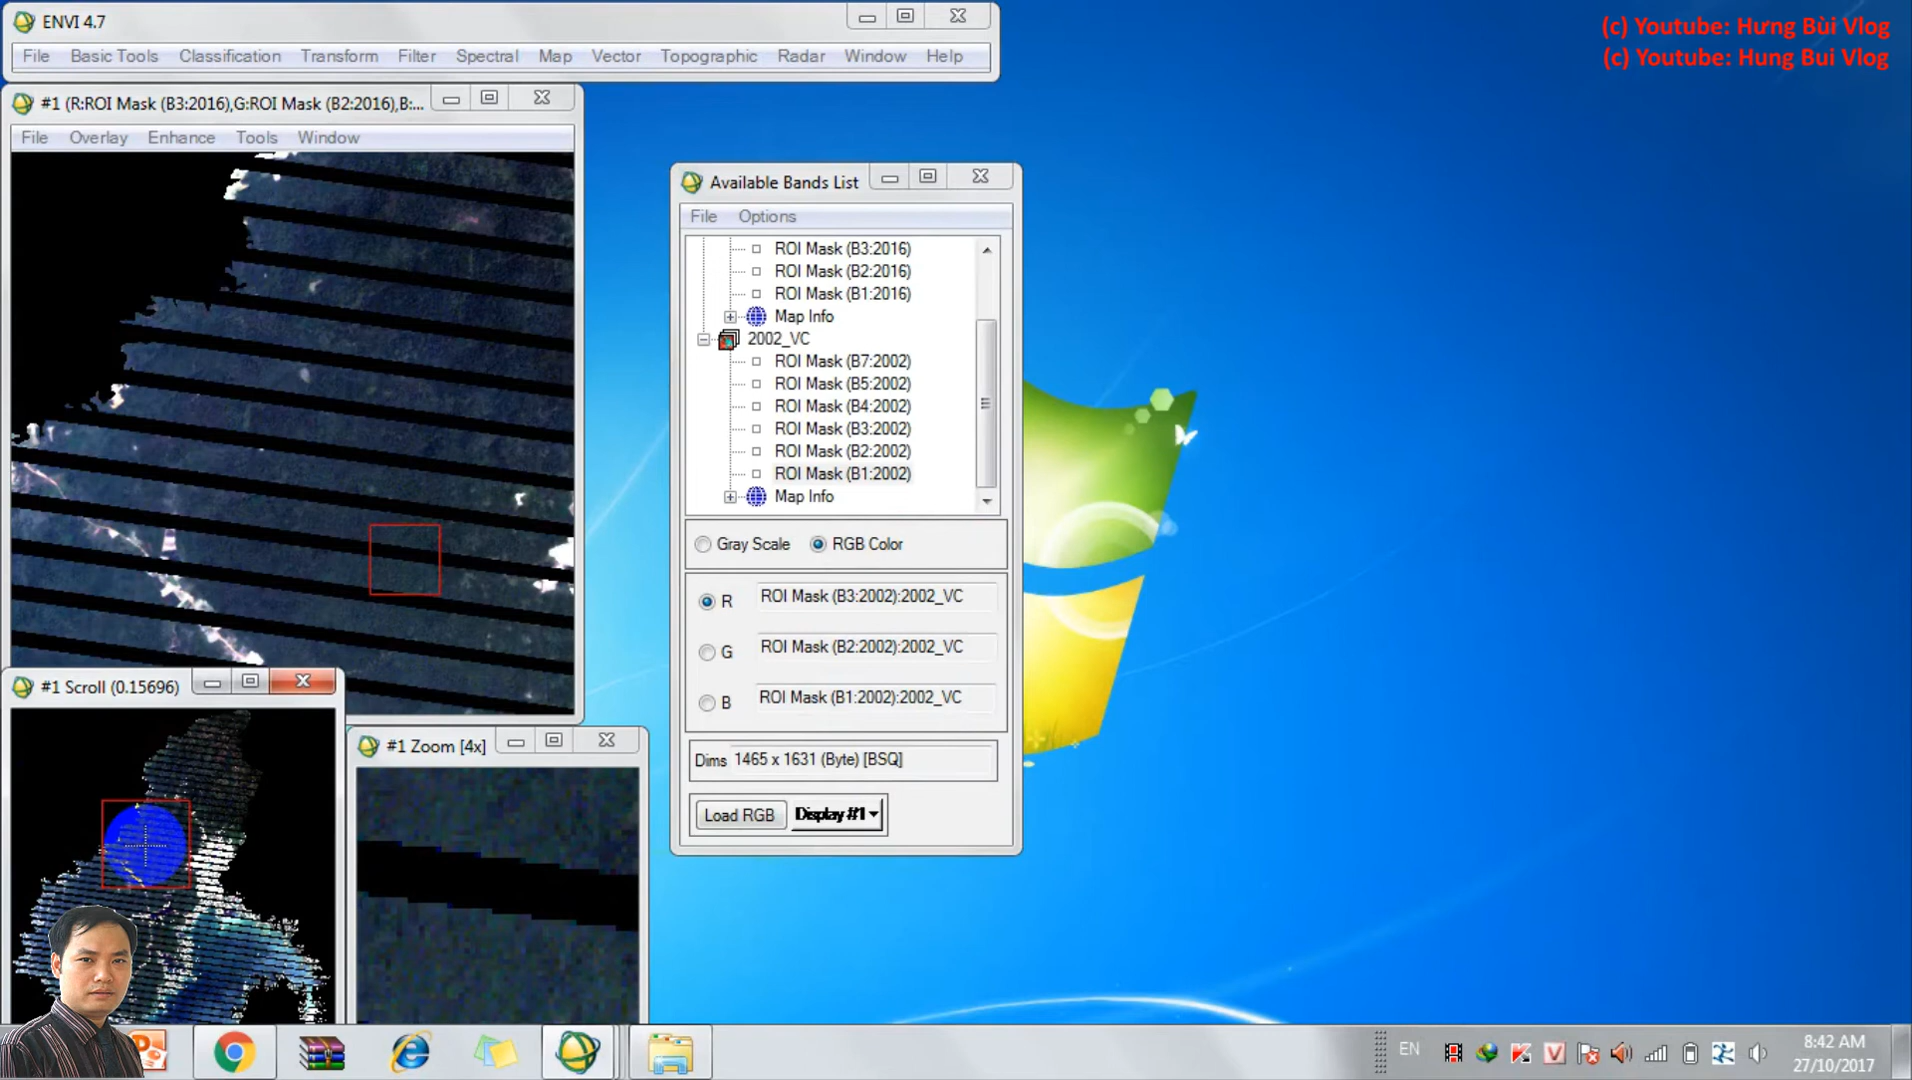 ENVI 4.7
File Basic Tools Classification Transform Filter Spectral Map Vector Topographic Radar Window Help
(c) Youtube: Hưng Bùi Vlog
(c) Youtube: Hung Bui Vlog
#1 (R:ROI Mask (B3:2016),G:ROI Mask (B2:2016),B:...
File Overlay Enhance Tools Window
Available Bands List
File Options
ROI Mask (B3:2016)
ROI Mask (B2:2016)
ROI Mask (B1:2016)
Map Info
2002_VC
ROI Mask (B7:2002)
ROI Mask (B5:2002)
ROI Mask (B4:2002)
ROI Mask (B3:2002)
ROI Mask (B2:2002)
ROI Mask (B1:2002)
Map Info
Gray Scale RGB Color
R ROI Mask (B3:2002):2002_VC
G ROI Mask (B2:2002):2002_VC
B ROI Mask (B1:2002):2002_VC
Dims 1465 x 1631 (Byte) [BSQ]
Load RGB Display #1
#1 Scroll (0.15696)
#1 Zoom [4x]
EN
8:42 AM
27/10/2017